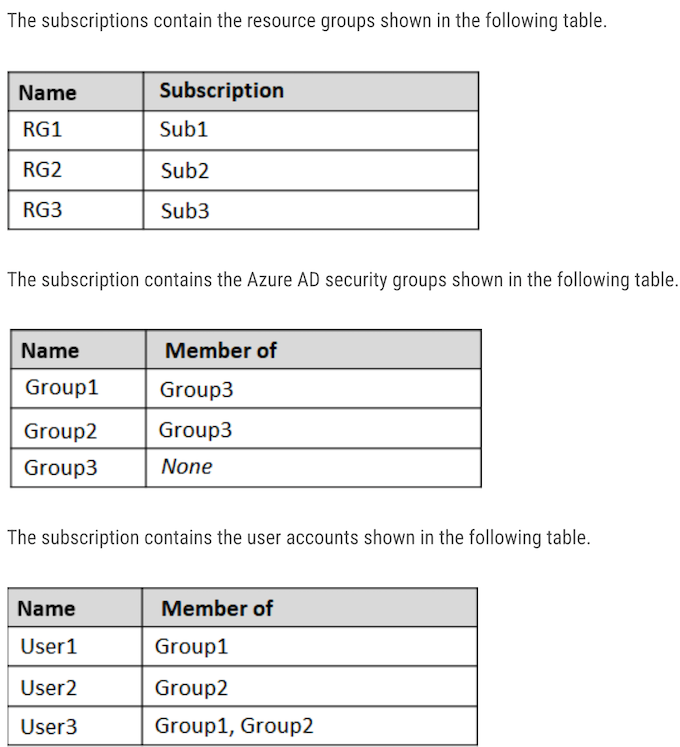 The subscriptions contain the resource groups shown in the following table.
Name Subscription
RG1 Sub1
RG2 Sub2
RG3 Sub3
The subscription contains the Azure AD security groups shown in the following table.
Name Member of
Group1 Group3
Group2 Group3
Group3 None
The subscription contains the user accounts shown in the following table.
Name Member of
User1 Group1
User2 Group2
User3 Group1, Group2